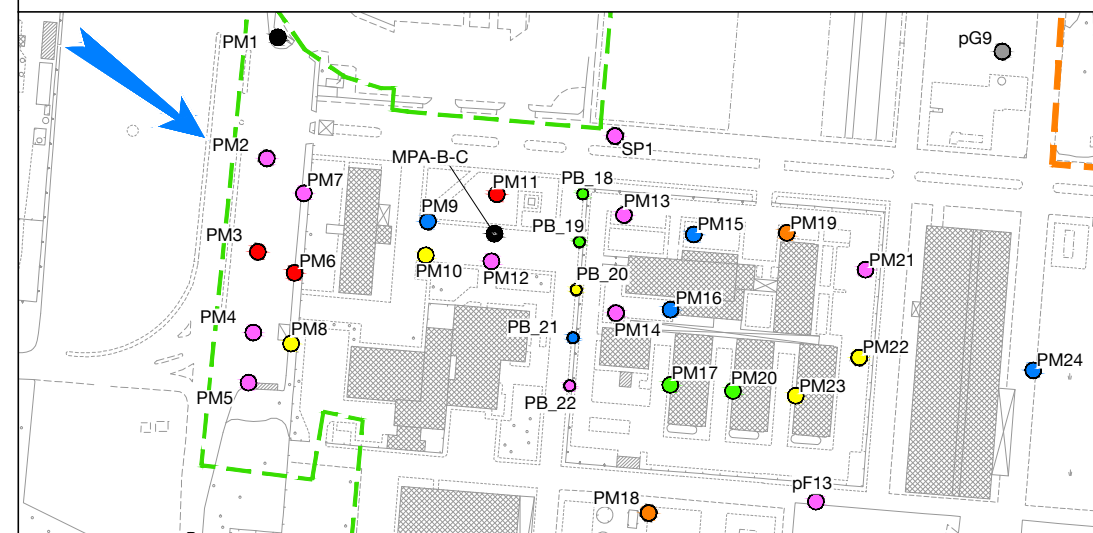 PM1
pG9
PM2
SP1
MPA-B-C
PM7
PM11
PB_18
PM9
PM13
PM15
PM19
PM3
PB_19
PM6
PM10
PM12
PM21
PB_20
PM16
PM4
PM14
PM8
PB_21
PM22
PM24
PM17
PM20
PM23
PM5
PB_22
pF13
PM18